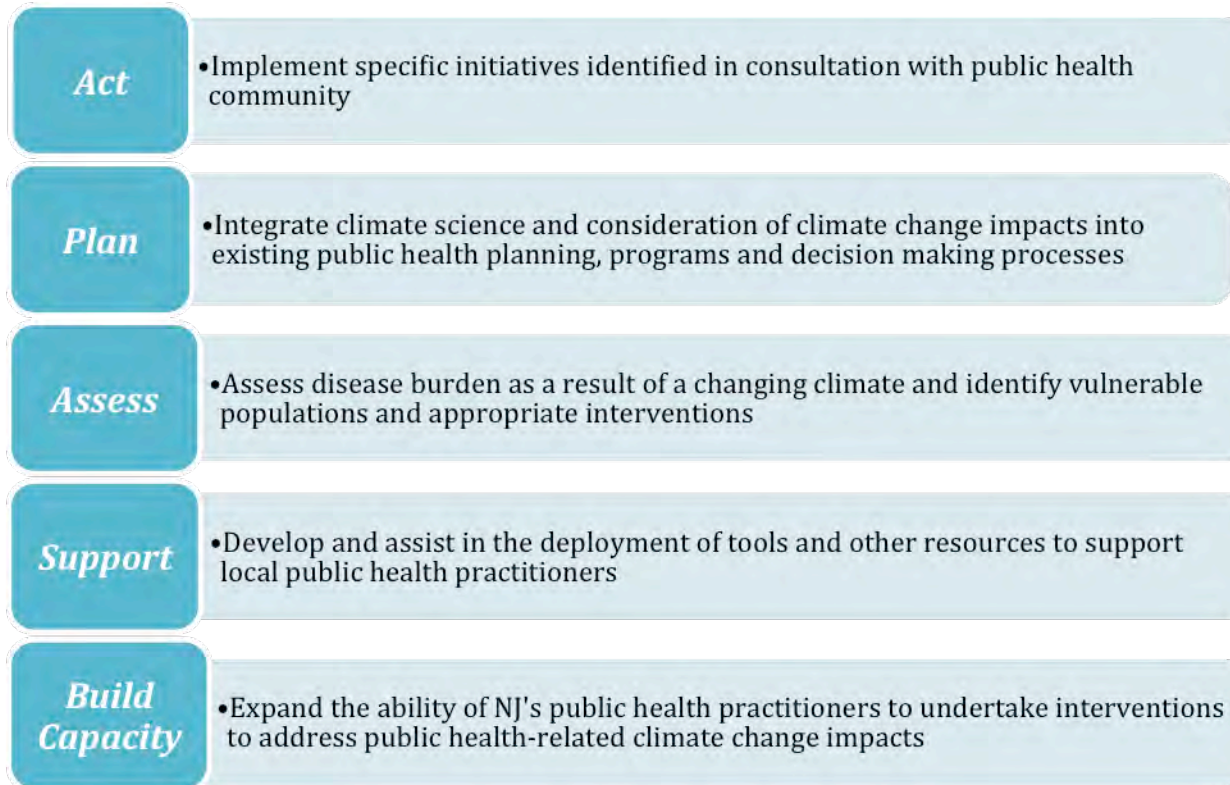 Act
•Implement specific initiatives identified in consultation with public health
community
Plan
•Integrate climate science and consideration of climate change impacts into
existing public health planning, programs and decision making processes
Assess
•Assess disease burden as a result of a changing climate and identify vulnerable
populations and appropriate interventions
Support
•Develop and assist in the deployment of tools and other resources to support
local public health practitioners
Build
Capacity
•Expand the ability of NJ's public health practitioners to undertake interventions
to address public health-related climate change impacts